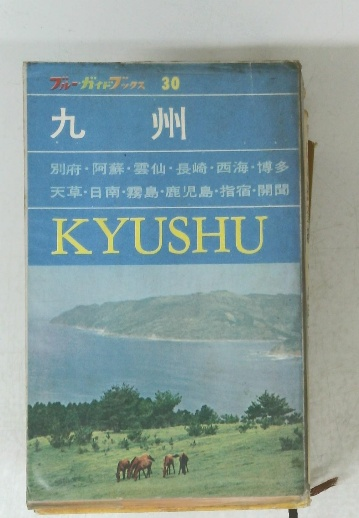 ブルーガイドブックス 30
九州
別府・阿蘇・雲仙・長崎・西海・博多
天草・日南・霧島・鹿児島・指宿・開聞
KYUSHU